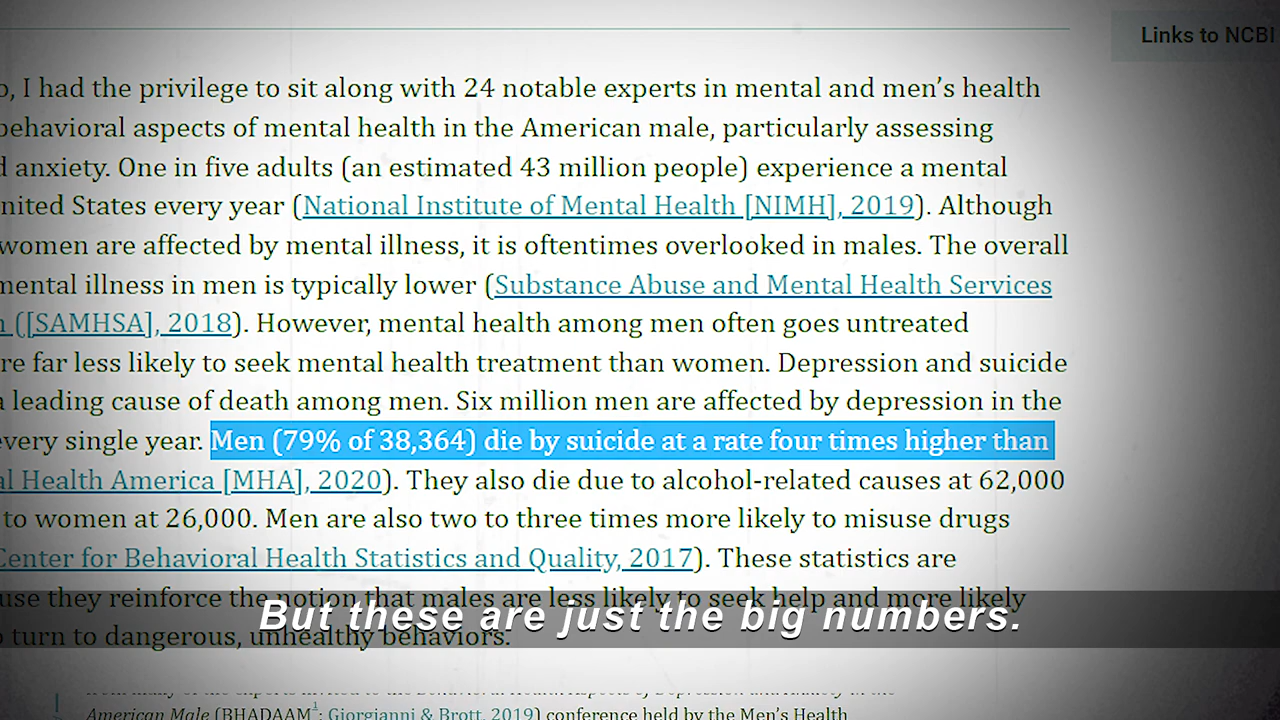 Links to NCBI
o, I had the privilege to sit along with 24 notable experts in mental and men’s health
behavioral aspects of mental health in the American male, particularly assessing
d anxiety. One in five adults (an estimated 43 million people) experience a mental
nited States every year (National Institute of Mental Health [NIMH], 2019). Although
women are affected by mental illness, it is oftentimes overlooked in males. The overall
mental illness in men is typically lower (Substance Abuse and Mental Health Services
n ([SAMHSA], 2018). However, mental health among men often goes untreated
re far less likely to seek mental health treatment than women. Depression and suicide
a leading cause of death among men. Six million men are affected by depression in the
every single year. Men (79% of 38,364) die by suicide at a rate four times higher than
al Health America [MHA], 2020). They also die due to alcohol-related causes at 62,000
to women at 26,000. Men are also two to three times more likely to misuse drugs
Center for Behavioral Health Statistics and Quality, 2017). These statistics are
use they reinforce the notion that males are less likely to seek help and more likely
But these are just the big numbers.
o turn to dangerous, unhealthy behaviors.
American Male (BHADAAM1; Giorgianni & Brott, 2019) conference held by the Men’s Health